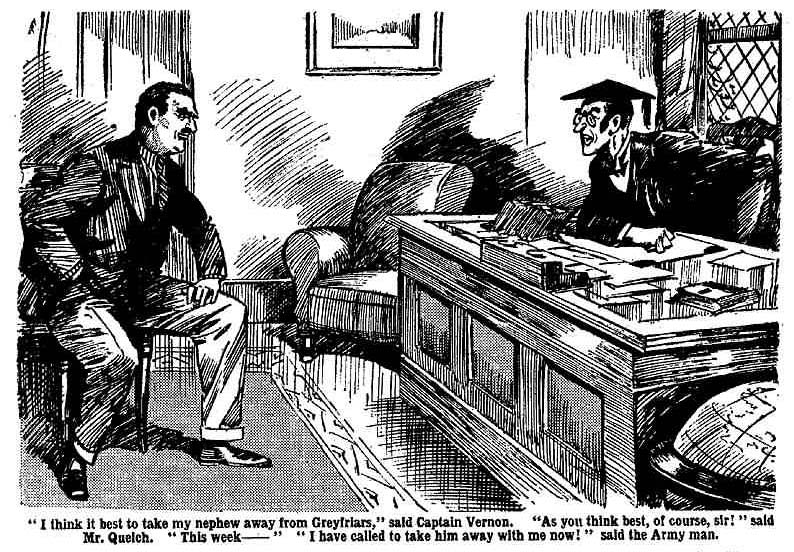 “ I think it best to take my nephew away from Greyfriars,” said Captain Vernon. “As you think best, of course, sir! ” said
Mr. Quelch. “ This week—— ” “ I have called to take him away with me now! ” said the Army man.